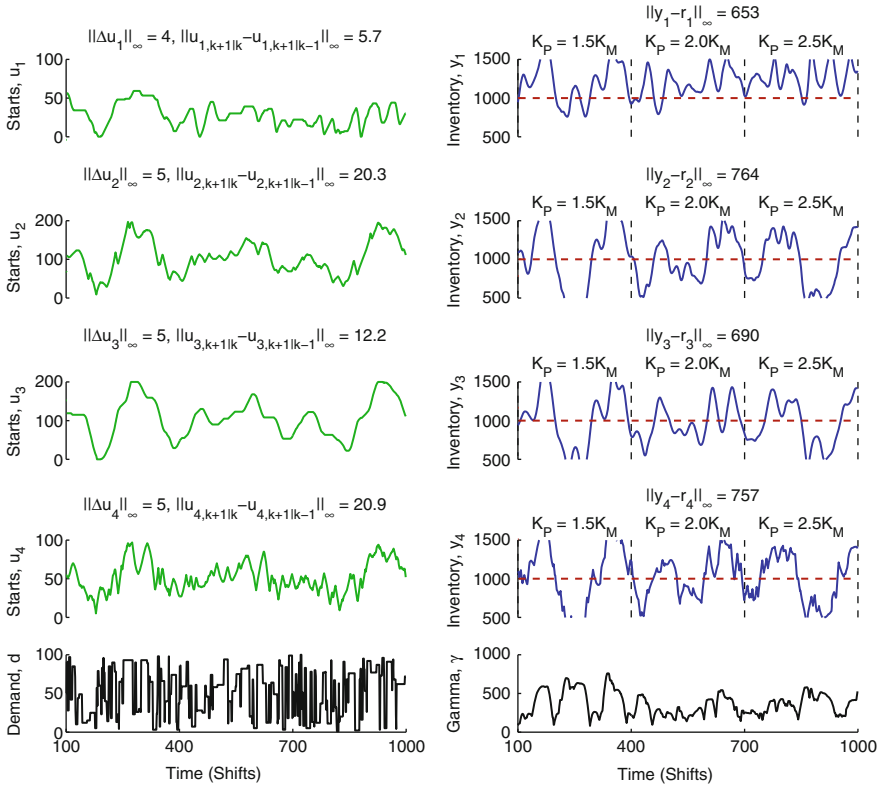 ||Δu₁||∞ = 4, ||u₁,ₖ₊₁|ₖ−u₁,ₖ₊₁|ₖ₋₁||∞ = 5.7
Starts, u₁
100
50
0
||Δu₂||∞ = 5, ||u₂,ₖ₊₁|ₖ−u₂,ₖ₊₁|ₖ₋₁||∞ = 20.3
Starts, u₂
200
100
0
||Δu₃||∞ = 5, ||u₃,ₖ₊₁|ₖ−u₃,ₖ₊₁|ₖ₋₁||∞ = 12.2
Starts, u₃
200
100
0
||Δu₄||∞ = 5, ||u₄,ₖ₊₁|ₖ−u₄,ₖ₊₁|ₖ₋₁||∞ = 20.9
Starts, u₄
100
50
0
Demand, d
100
50
0
100 400 700 1000
Time (Shifts)
||y₁−r₁||∞ = 653
K_P = 1.5K_M K_P = 2.0K_M K_P = 2.5K_M
Inventory, y₁
1500
1000
500
||y₂−r₂||∞ = 764
K_P = 1.5K_M K_P = 2.0K_M K_P = 2.5K_M
Inventory, y₂
1500
1000
500
||y₃−r₃||∞ = 690
K_P = 1.5K_M K_P = 2.0K_M K_P = 2.5K_M
Inventory, y₃
1500
1000
500
||y₄−r₄||∞ = 757
K_P = 1.5K_M K_P = 2.0K_M K_P = 2.5K_M
Inventory, y₄
1500
1000
500
Gamma, γ
1000
500
0
100 400 700 1000
Time (Shifts)